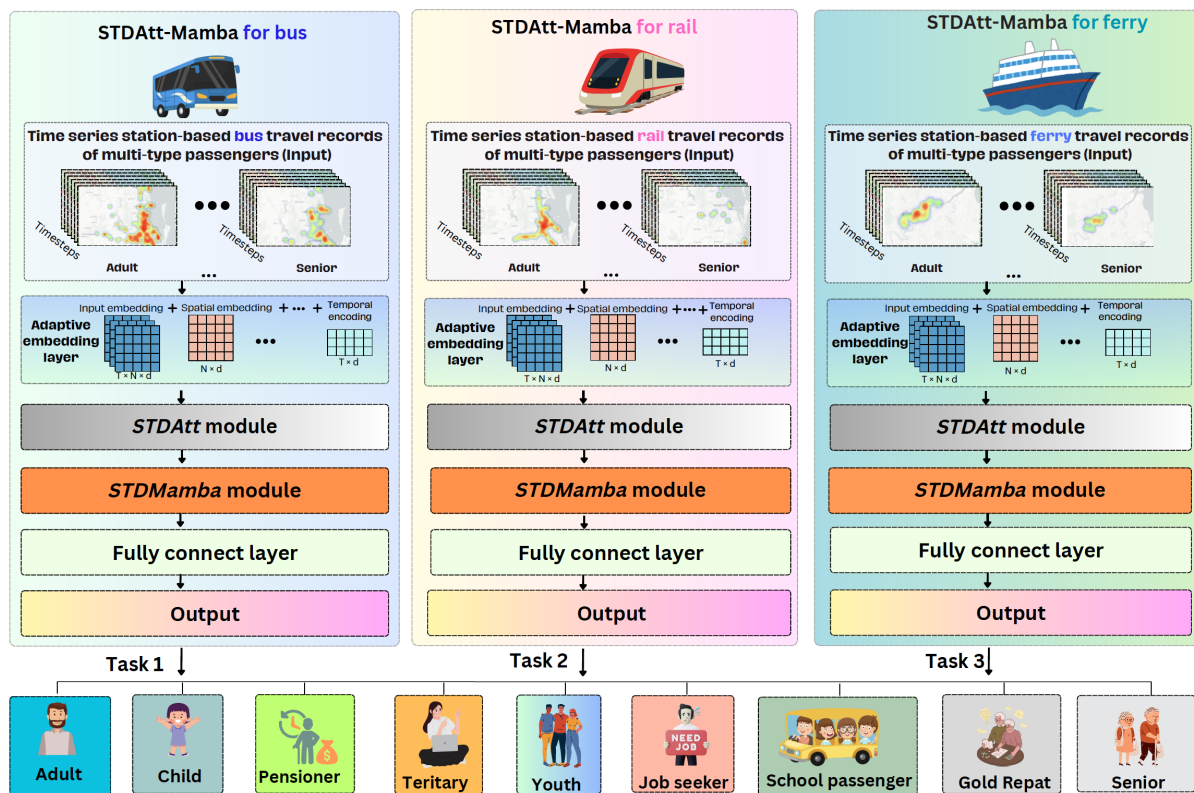 STDAtt-Mamba for bus
Time series station-based bus travel records
of multi-type passengers (Input)
Timesteps
Timesteps
Adult
...
Senior
Input embedding + Spatial embedding + ... + Temporal
encoding
Adaptive
embedding
layer
T × N × d
N × d
T × d
STDAtt module
STDMamba module
Fully connect layer
Output
Task 1
STDAtt-Mamba for rail
Time series station-based rail travel records
of multi-type passengers (Input)
Timesteps
Timesteps
Adult
...
Senior
Input embedding + Spatial embedding +...+ Temporal
encoding
Adaptive
embedding
layer
T × N × d
N × d
T × d
STDAtt module
STDMamba module
Fully connect layer
Output
Task 2
STDAtt-Mamba for ferry
Time series station-based ferry travel records
of multi-type passengers (Input)
Timesteps
Timesteps
Adult
...
Senior
Input embedding + Spatial embedding + Temporal
encoding
Adaptive
embedding
layer
T × N × d
N × d
T × d
STDAtt module
STDMamba module
Fully connect layer
Output
Task 3
Adult
Child
Pensioner
Teritary
Youth
NEED
JOB
Job seeker
School passenger
Gold Repat
Senior